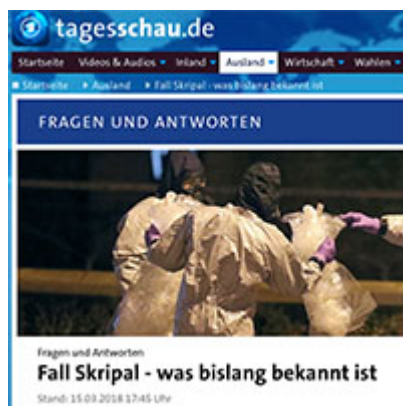 tagesschau.de
Startseite Videos & Audios Inland Ausland Wirtschaft Wahlen
Startseite Ausland Fall Skripal - was bislang bekannt ist
FRAGEN UND ANTWORTEN
Fragen und Antworten
Fall Skripal - was bislang bekannt ist
Stand: 15.03.2018 17:45 Uhr